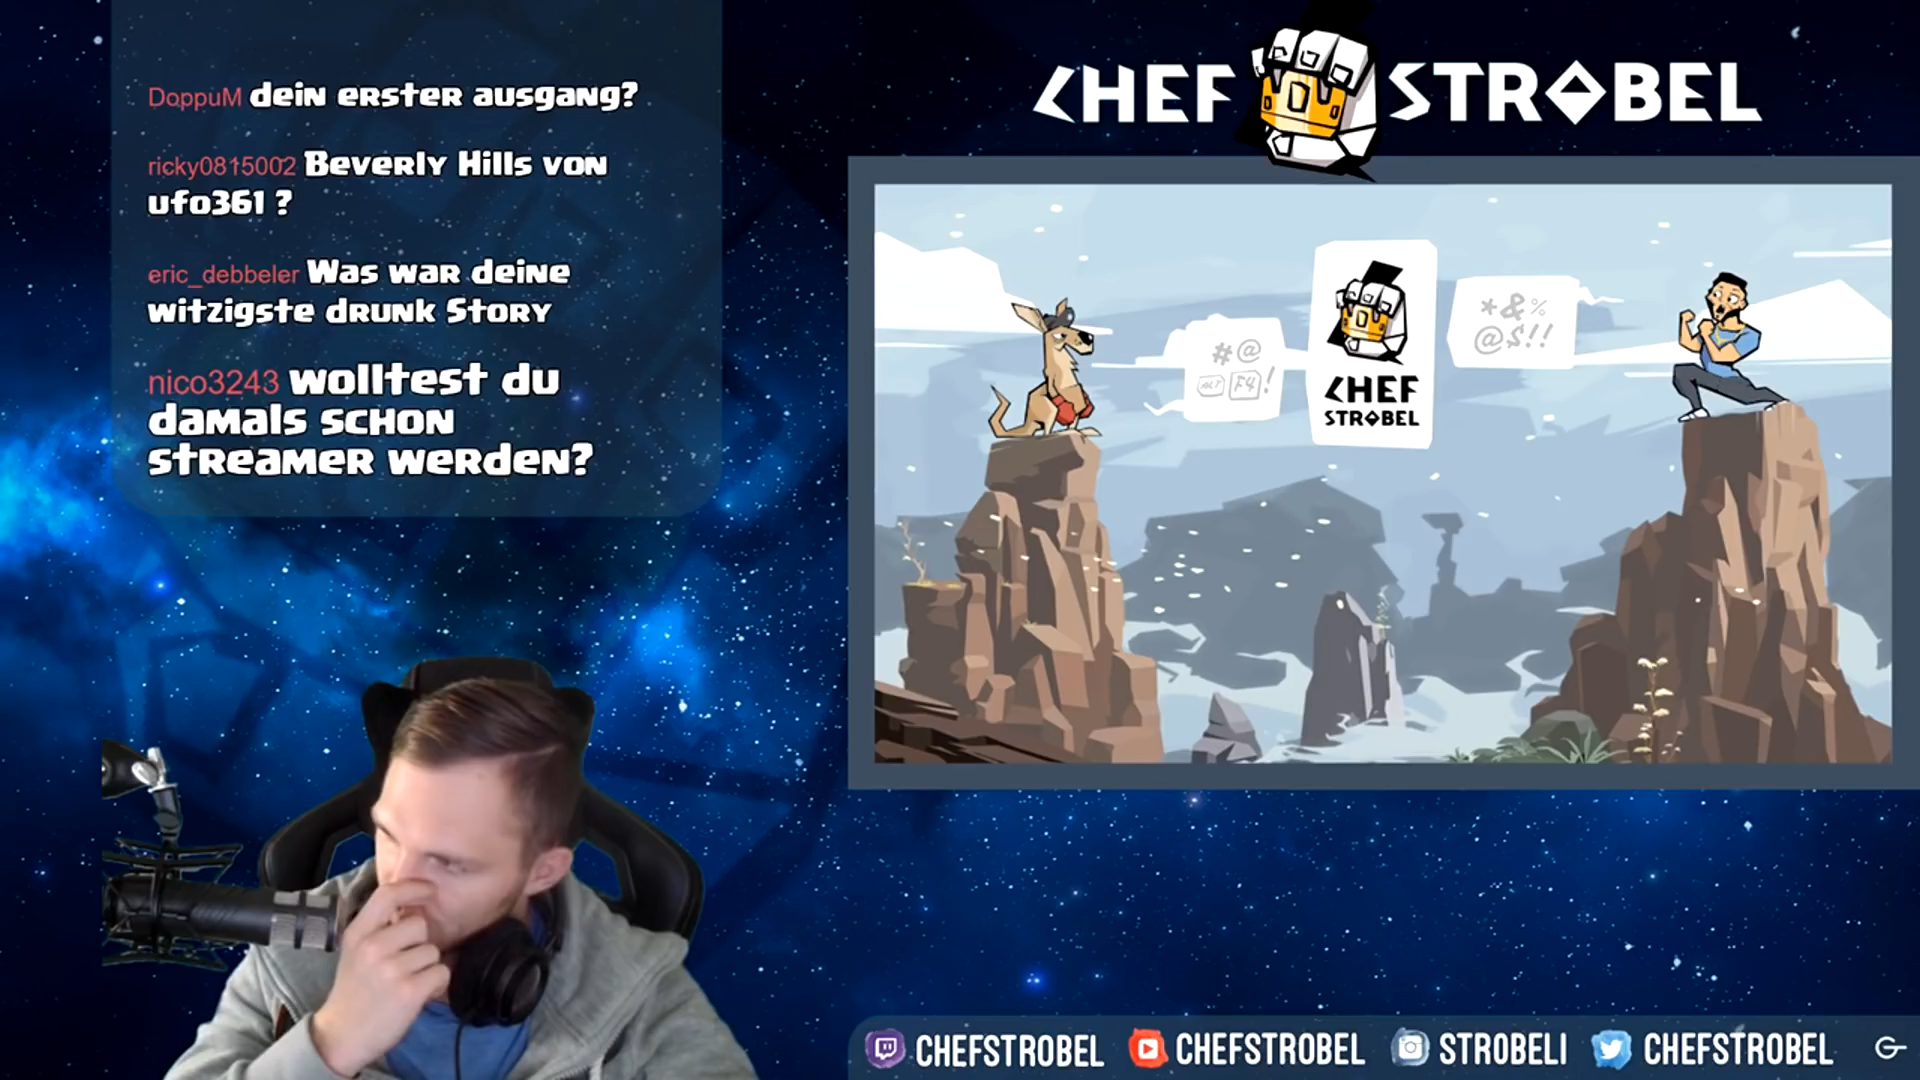 DoppuM dein erster ausgang?
ricky0815002 Beverly Hills von
ufo361 ?
eric_debbeler Was war deine
witzigste drunk Story
nico3243 wolltest du
damals schon
streamer werden?
CHEF STROBEL
#@
ALT F4!
CHEF
STROBEL
*&%
@$!!
CHEFSTROBEL CHEFSTROBEL STROBELI CHEFSTROBEL